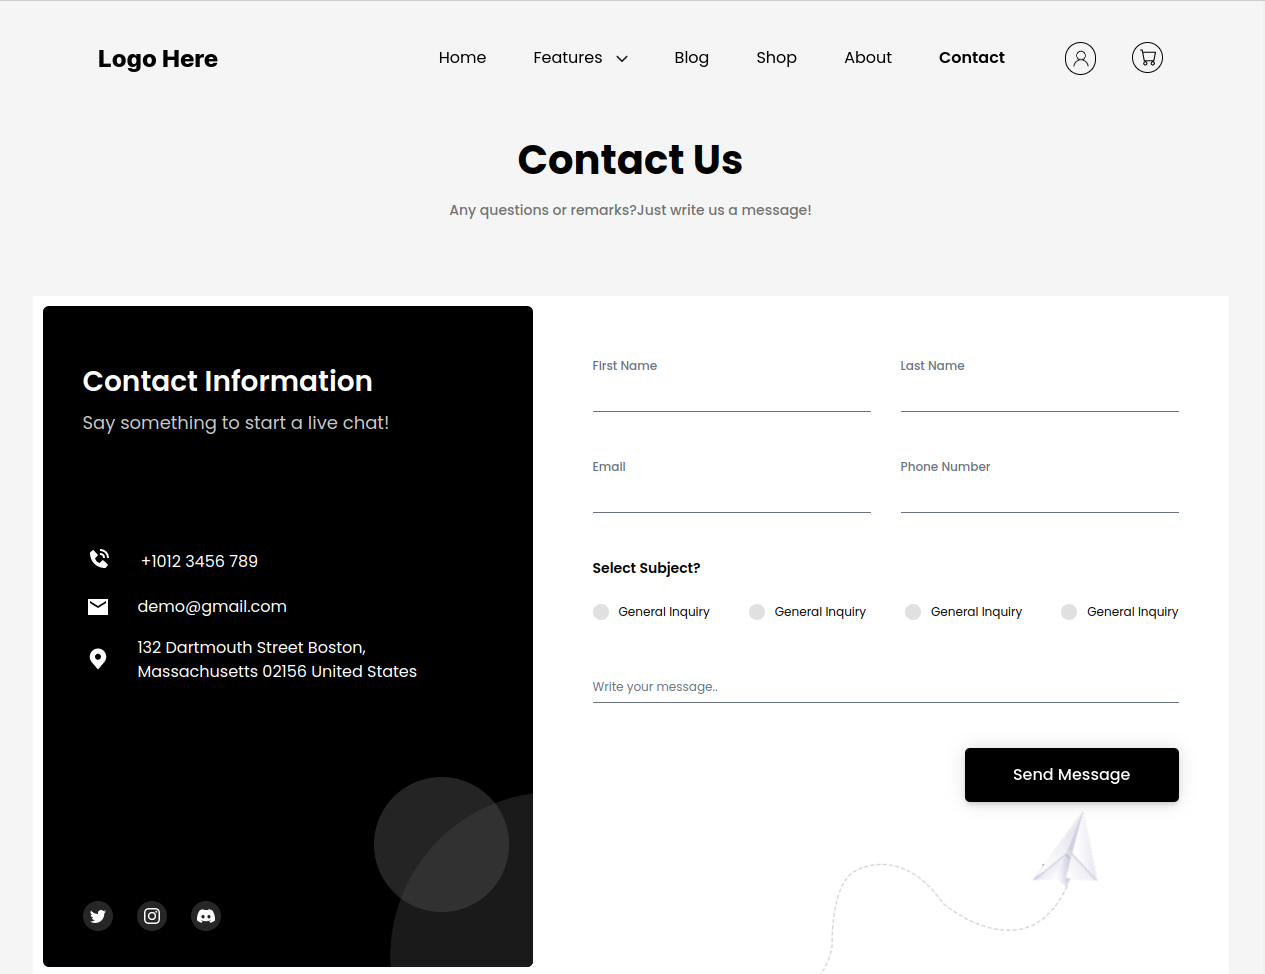 Logo Here
Home
Features
Blog
Shop
About
Contact
Contact Us
Any questions or remarks?Just write us a message!
Contact Information
Say something to start a live chat!
+1012 3456 789
demo@gmail.com
132 Dartmouth Street Boston,
Massachusetts 02156 United States
First Name
Last Name
Email
Phone Number
Select Subject?
General Inquiry
General Inquiry
General Inquiry
General Inquiry
Write your message..
Send Message